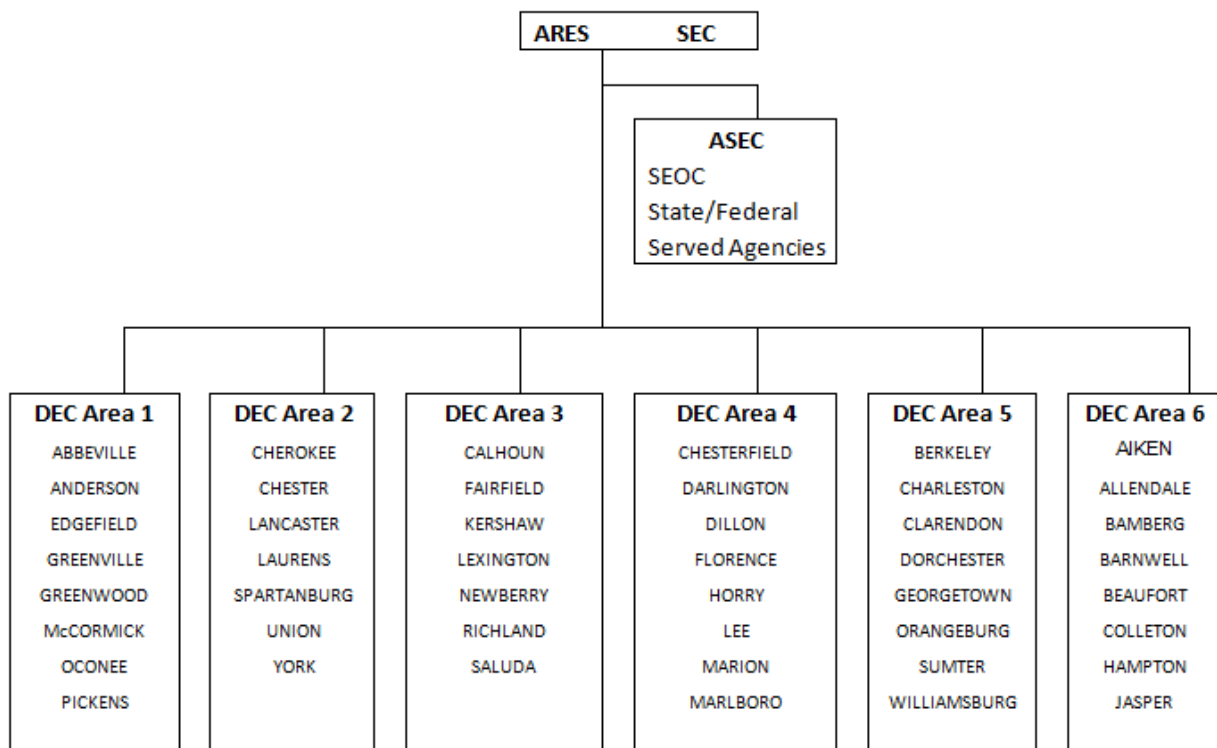 ARES SEC
ASEC
SEOC
State/Federal
Served Agencies
DEC Area 1
ABBEVILLE
ANDERSON
EDGEFIELD
GREENVILLE
GREENWOOD
McCORMICK
OCONEE
PICKENS
DEC Area 2
CHEROKEE
CHESTER
LANCASTER
LAURENS
SPARTANBURG
UNION
YORK
DEC Area 3
CALHOUN
FAIRFIELD
KERSHAW
LEXINGTON
NEWBERRY
RICHLAND
SALUDA
DEC Area 4
CHESTERFIELD
DARLINGTON
DILLON
FLORENCE
HORRY
LEE
MARION
MARLBORO
DEC Area 5
BERKELEY
CHARLESTON
CLARENDON
DORCHESTER
GEORGETOWN
ORANGEBURG
SUMTER
WILLIAMSBURG
DEC Area 6
AIKEN
ALLENDALE
BAMBERG
BARNWELL
BEAUFORT
COLLETON
HAMPTON
JASPER